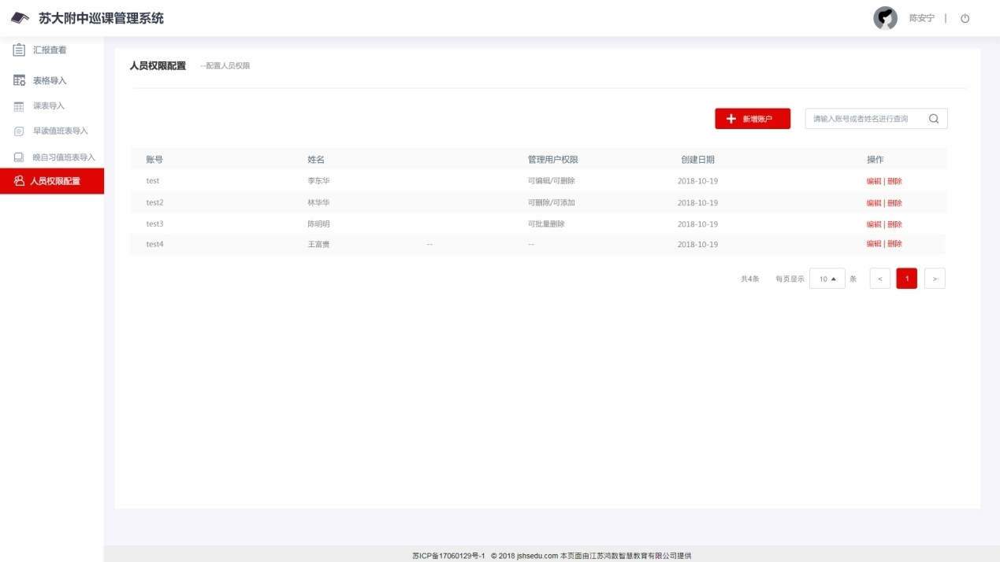 苏大附中巡课管理系统
陈安宁 |
汇报查看
表格导入
课表导入
早读值班表导入
晚自习值班表导入
人员权限配置
人员权限配置 --配置人员权限
新增账户 请输入账号或者姓名进行查询
账号 姓名 管理用户权限 创建日期 操作
test 李东华 可编辑/可删除 2018-10-19 编辑 | 删除
test2 林华华 可删除/可添加 2018-10-19 编辑 | 删除
test3 陈明明 可批量删除 2018-10-19 编辑 | 删除
test4 王富贵 -- -- 2018-10-19 编辑 | 删除
共4条 每页显示 10 条 < 1 >
苏ICP备17060129号-1 © 2018 jshsedu.com 本页面由江苏鸿数智慧教育有限公司提供